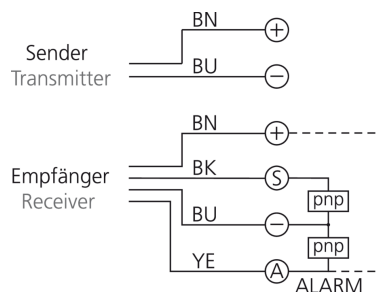 BN
+
Sender
Transmitter
BU
−
BN
+
Empfänger
Receiver
BK
S
pnp
BU
−
pnp
YE
A
ALARM